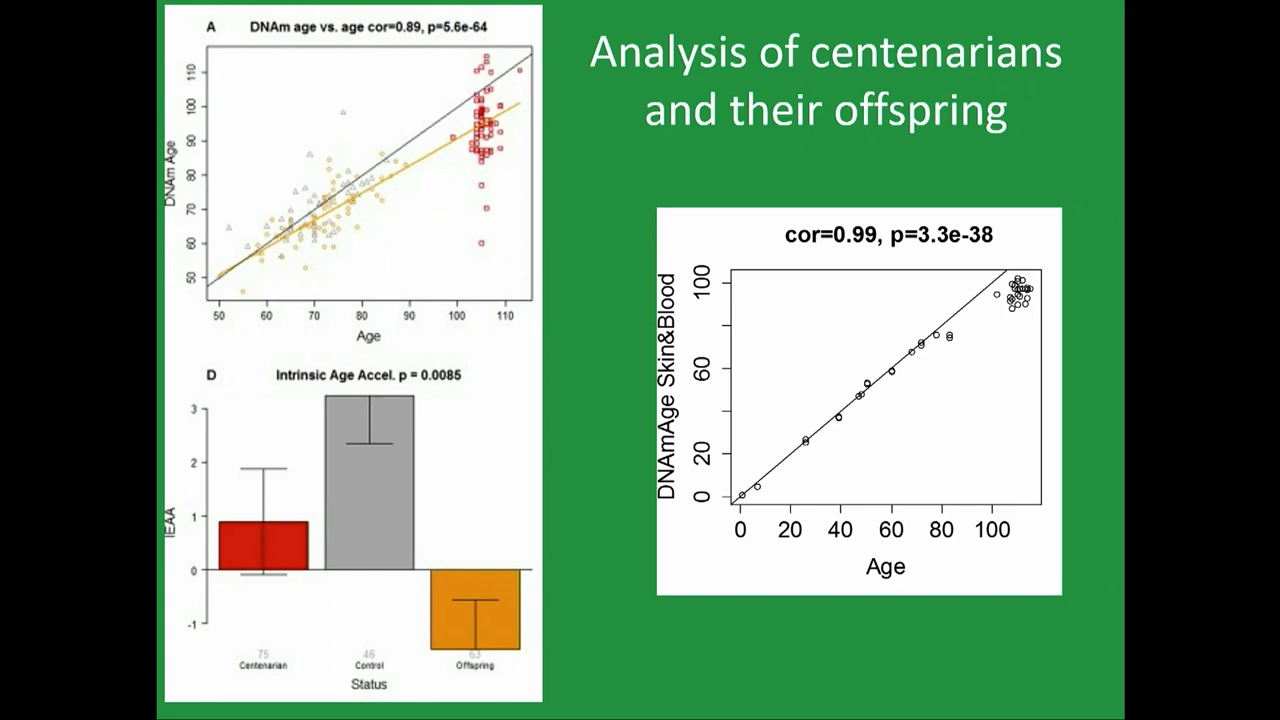 Analysis of centenarians
and their offspring
A DNAm age vs. age cor=0.89, p=5.6e-64
DNAm Age
110
100
90
80
70
60
50
50 60 70 80 90 100 110
Age
D Intrinsic Age Accel. p = 0.0085
IEAA
3
2
1
0
-1
75 46 63
Centenarian Control Offspring
Status
cor=0.99, p=3.3e-38
DNAmAge Skin&Blood
100
60
20
0
0 20 40 60 80 100
Age